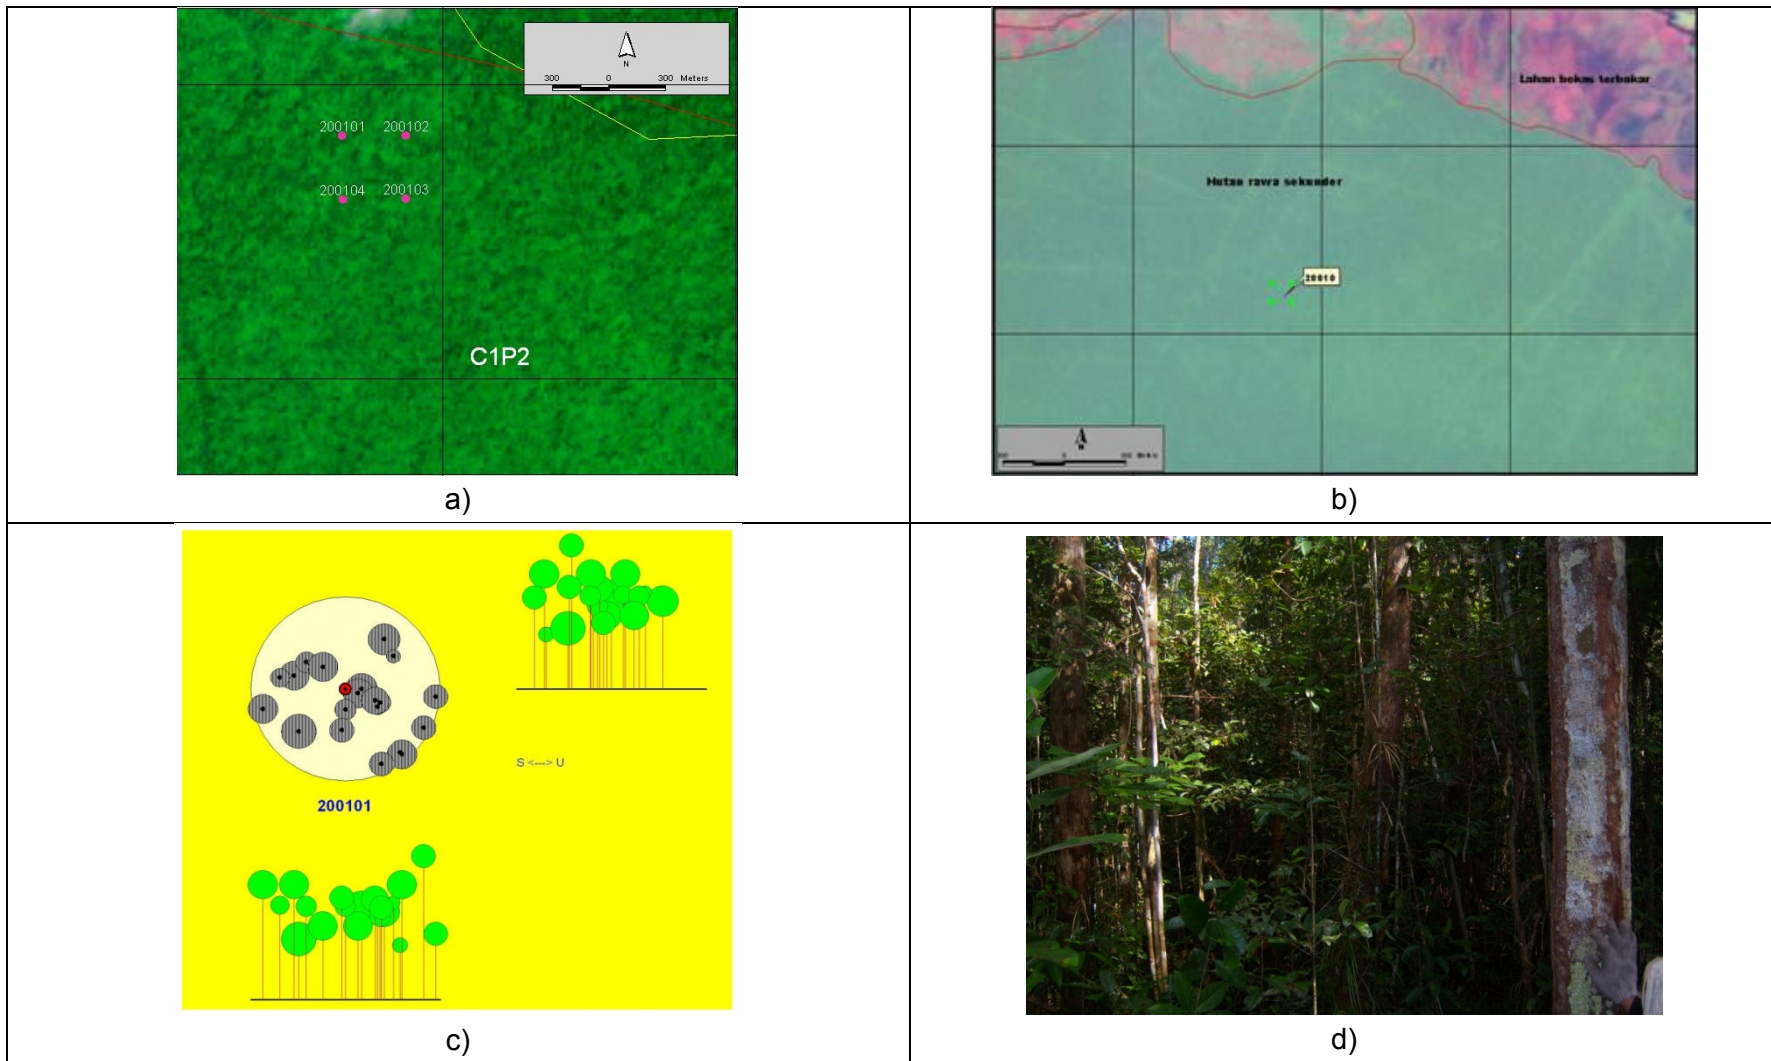 N
300 0 300 Meters
200101 200102
200104 200103
C1P2
a)
Lahan bekas terbakar
Hutan rawa sekunder
N
b)
200101
S <---> U
c)
d)